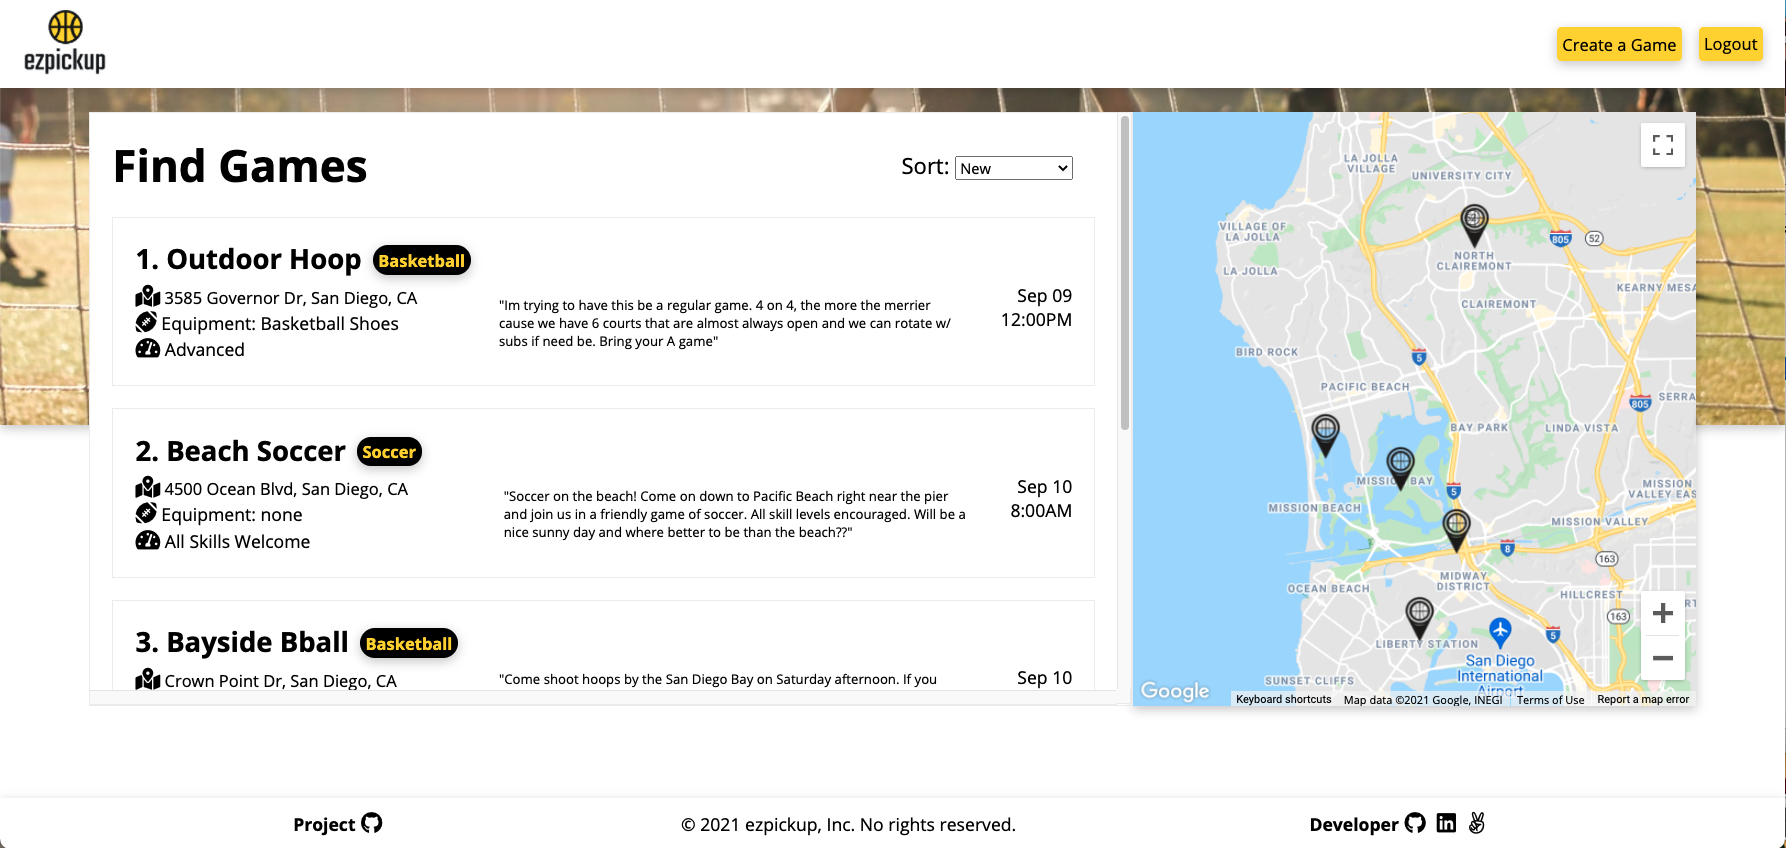 ezpickup
Create a Game
Logout
Find Games
Sort: New
1. Outdoor Hoop Basketball
3585 Governor Dr, San Diego, CA
Equipment: Basketball Shoes
Advanced
"Im trying to have this be a regular game. 4 on 4, the more the merrier
cause we have 6 courts that are almost always open and we can rotate w/
subs if need be. Bring your A game"
Sep 09
12:00PM
2. Beach Soccer Soccer
4500 Ocean Blvd, San Diego, CA
Equipment: none
All Skills Welcome
"Soccer on the beach! Come on down to Pacific Beach right near the pier
and join us in a friendly game of soccer. All skill levels encouraged. Will be a
nice sunny day and where better to be than the beach??"
Sep 10
8:00AM
3. Bayside Bball Basketball
Crown Point Dr, San Diego, CA
"Come shoot hoops by the San Diego Bay on Saturday afternoon. If you
Sep 10
LA JOLLA
VILLAGE
UNIVERSITY CITY
VILLAGE OF
LA JOLLA
805
52
NORTH
CLAIREMONT
LA JOLLA
KEARNY MESA
CLAIREMONT
BIRD ROCK
5
PACIFIC BEACH
805
SERRA
BAY PARK
LINDA VISTA
MISSION BAY
5
MISSION
VALLEY EAS
MISSION BEACH
MISSION VALLEY
8
163
MIDWAY
DISTRICT
OCEAN BEACH
HILLCREST
163
5
LIBERTY STATION
San Diego
International
Airport
SUNSET CLIFFS
Google
Keyboard shortcuts
Map data ©2021 Google, INEGI
Terms of Use
Report a map error
Project
© 2021 ezpickup, Inc. No rights reserved.
Developer